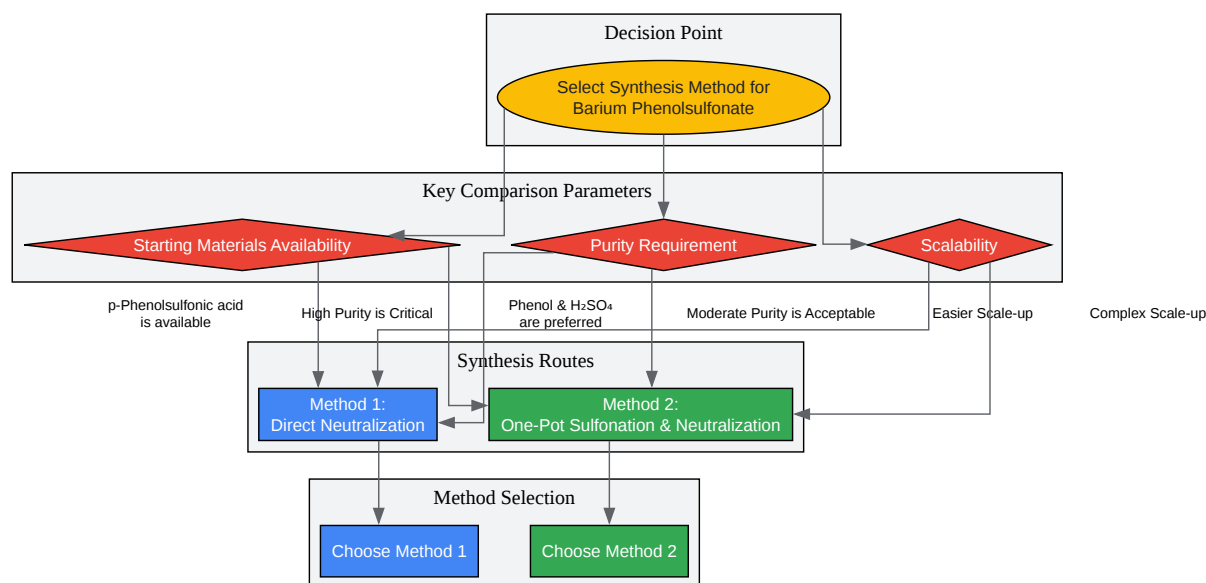 Decision Point
Select Synthesis Method for
Barium Phenolsulfonate
Key Comparison Parameters
Starting Materials Availability
Purity Requirement
Scalability
p-Phenolsulfonic acid
is available
High Purity is Critical
Phenol & H₂SO₄
are preferred
Moderate Purity is Acceptable
Easier Scale-up
Complex Scale-up
Synthesis Routes
Method 1:
Direct Neutralization
Method 2:
One-Pot Sulfonation & Neutralization
Method Selection
Choose Method 1
Choose Method 2